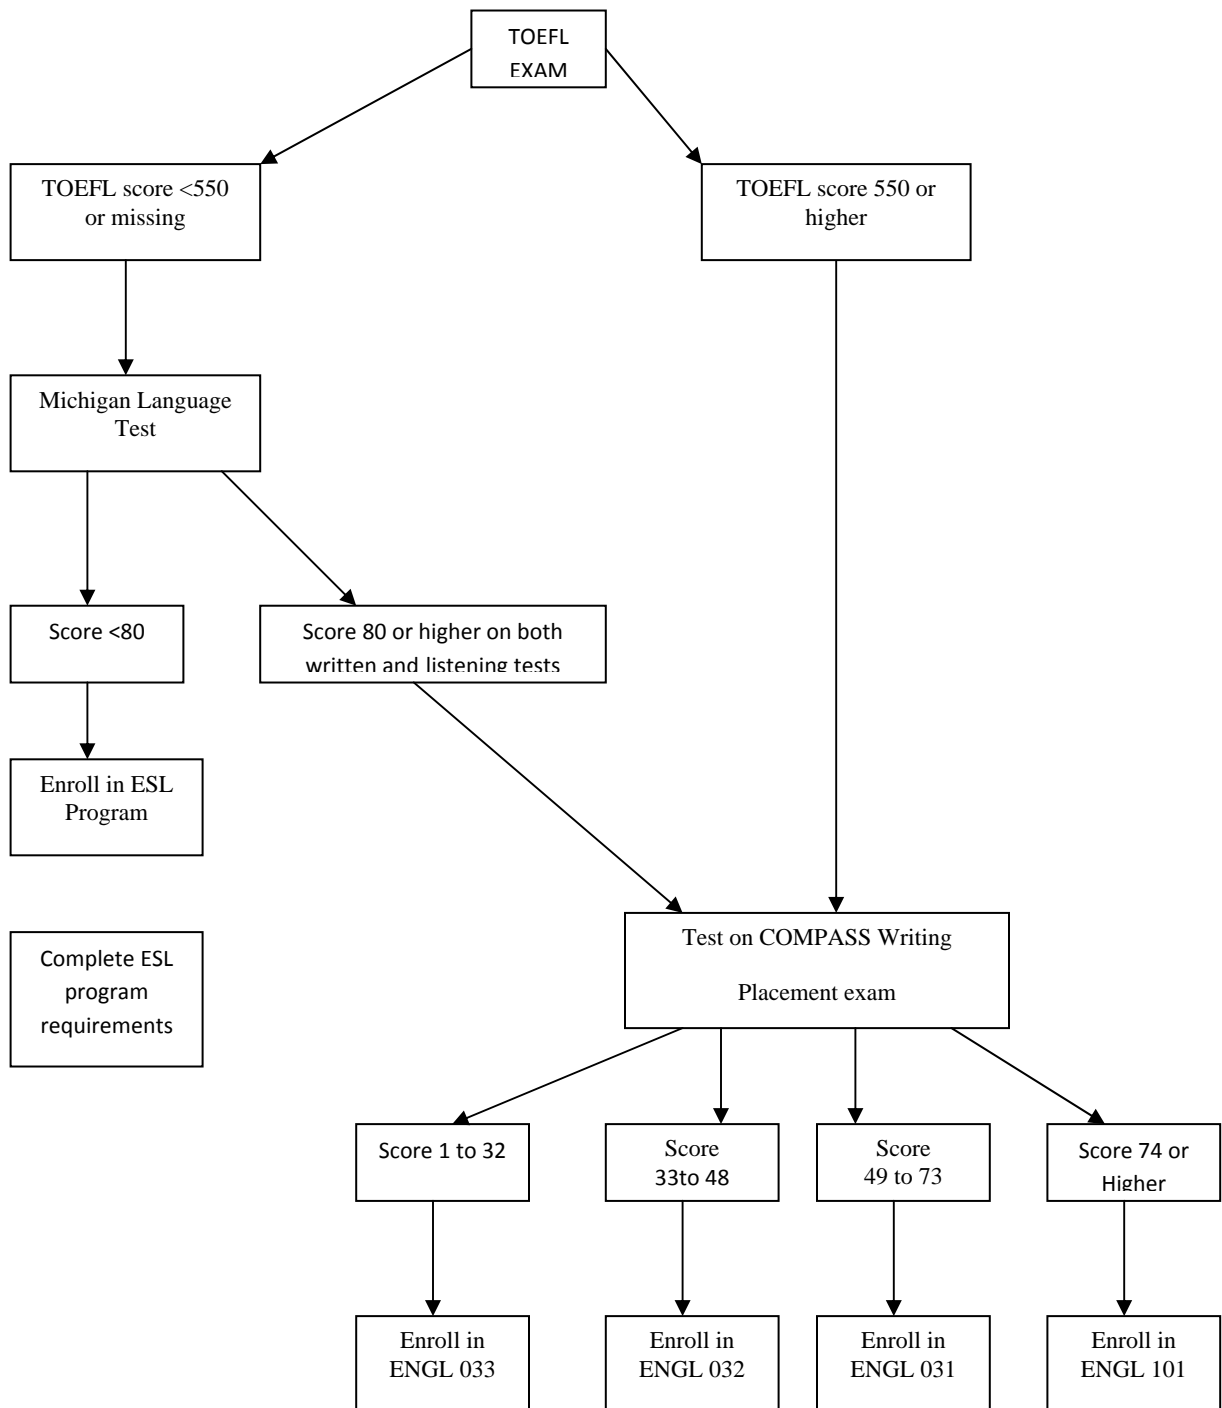 TOEFL
EXAM
TOEFL score <550
or missing
TOEFL score 550 or
higher
Michigan Language
Test
Score <80
Score 80 or higher on both
written and listening tests
Enroll in ESL
Program
Complete ESL
program
requirements
Test on COMPASS Writing
Placement exam
Score 1 to 32
Score
33to 48
Score
49 to 73
Score 74 or
Higher
Enroll in
ENGL 033
Enroll in
ENGL 032
Enroll in
ENGL 031
Enroll in
ENGL 101